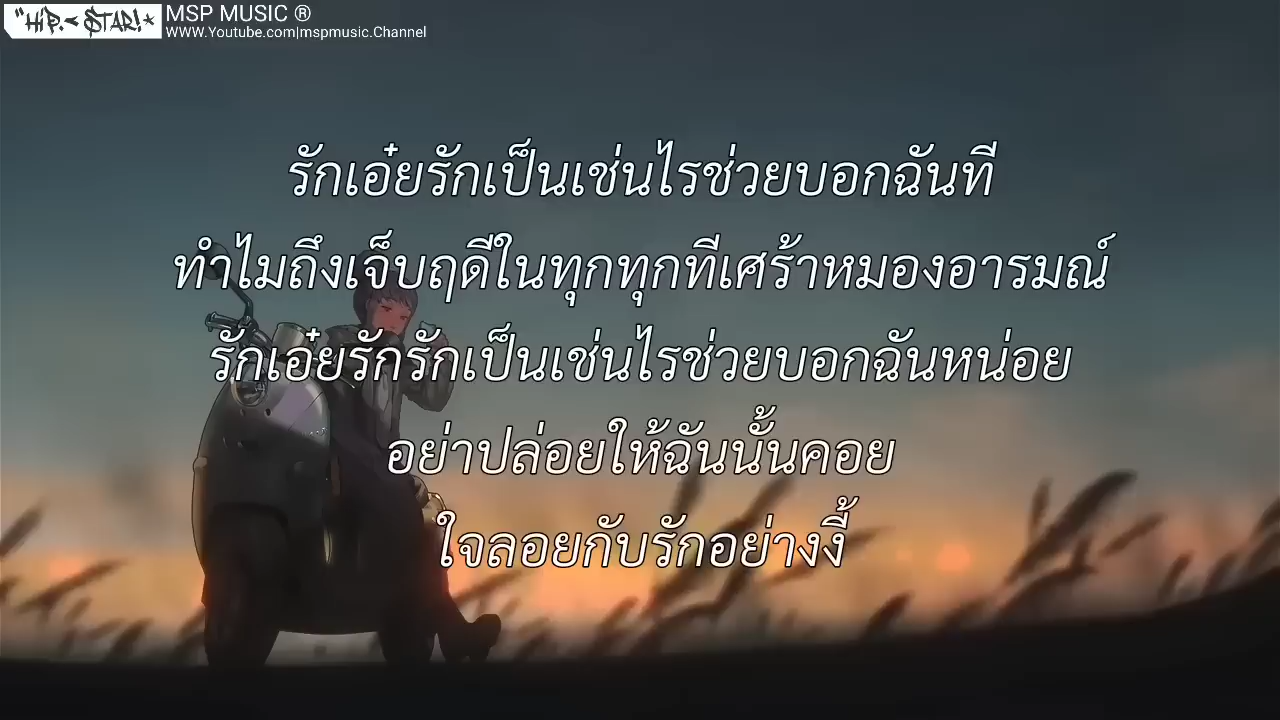 "HiP.< STAR!*
MSP MUSIC ®
WWW.Youtube.com|mspmusic.Channel
รักเอ๋ยรักเป็นเช่นไรช่วยบอกฉันที
ทำไมถึงเจ็บฤดีในทุกทุกทีเศร้าหมองอารมณ์
รักเอ๋ยรักรักเป็นเช่นไรช่วยบอกฉันหน่อย
อย่าปล่อยให้ฉันนั้นคอย
ใจลอยกับรักอย่างงี้